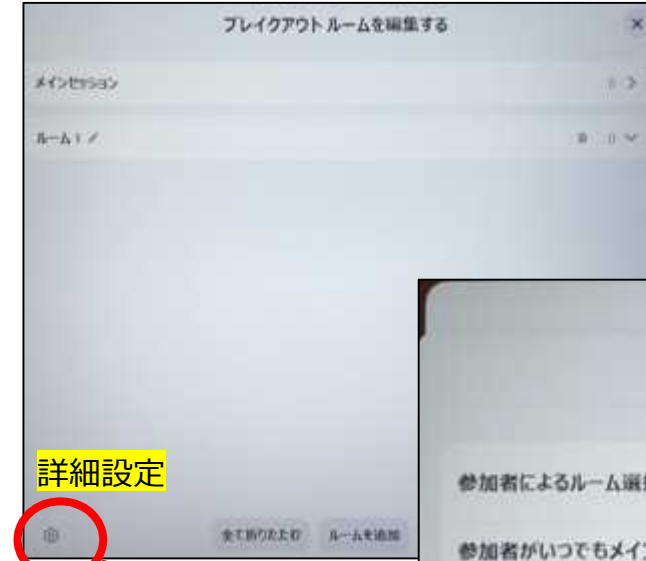 ブレイクアウト ルームを編集する
×
メインセッション
0
ルーム 1
0
詳細設定
全て折りたたむ ルームを追加
参加者によるルーム選
参加者がいつでもメイ